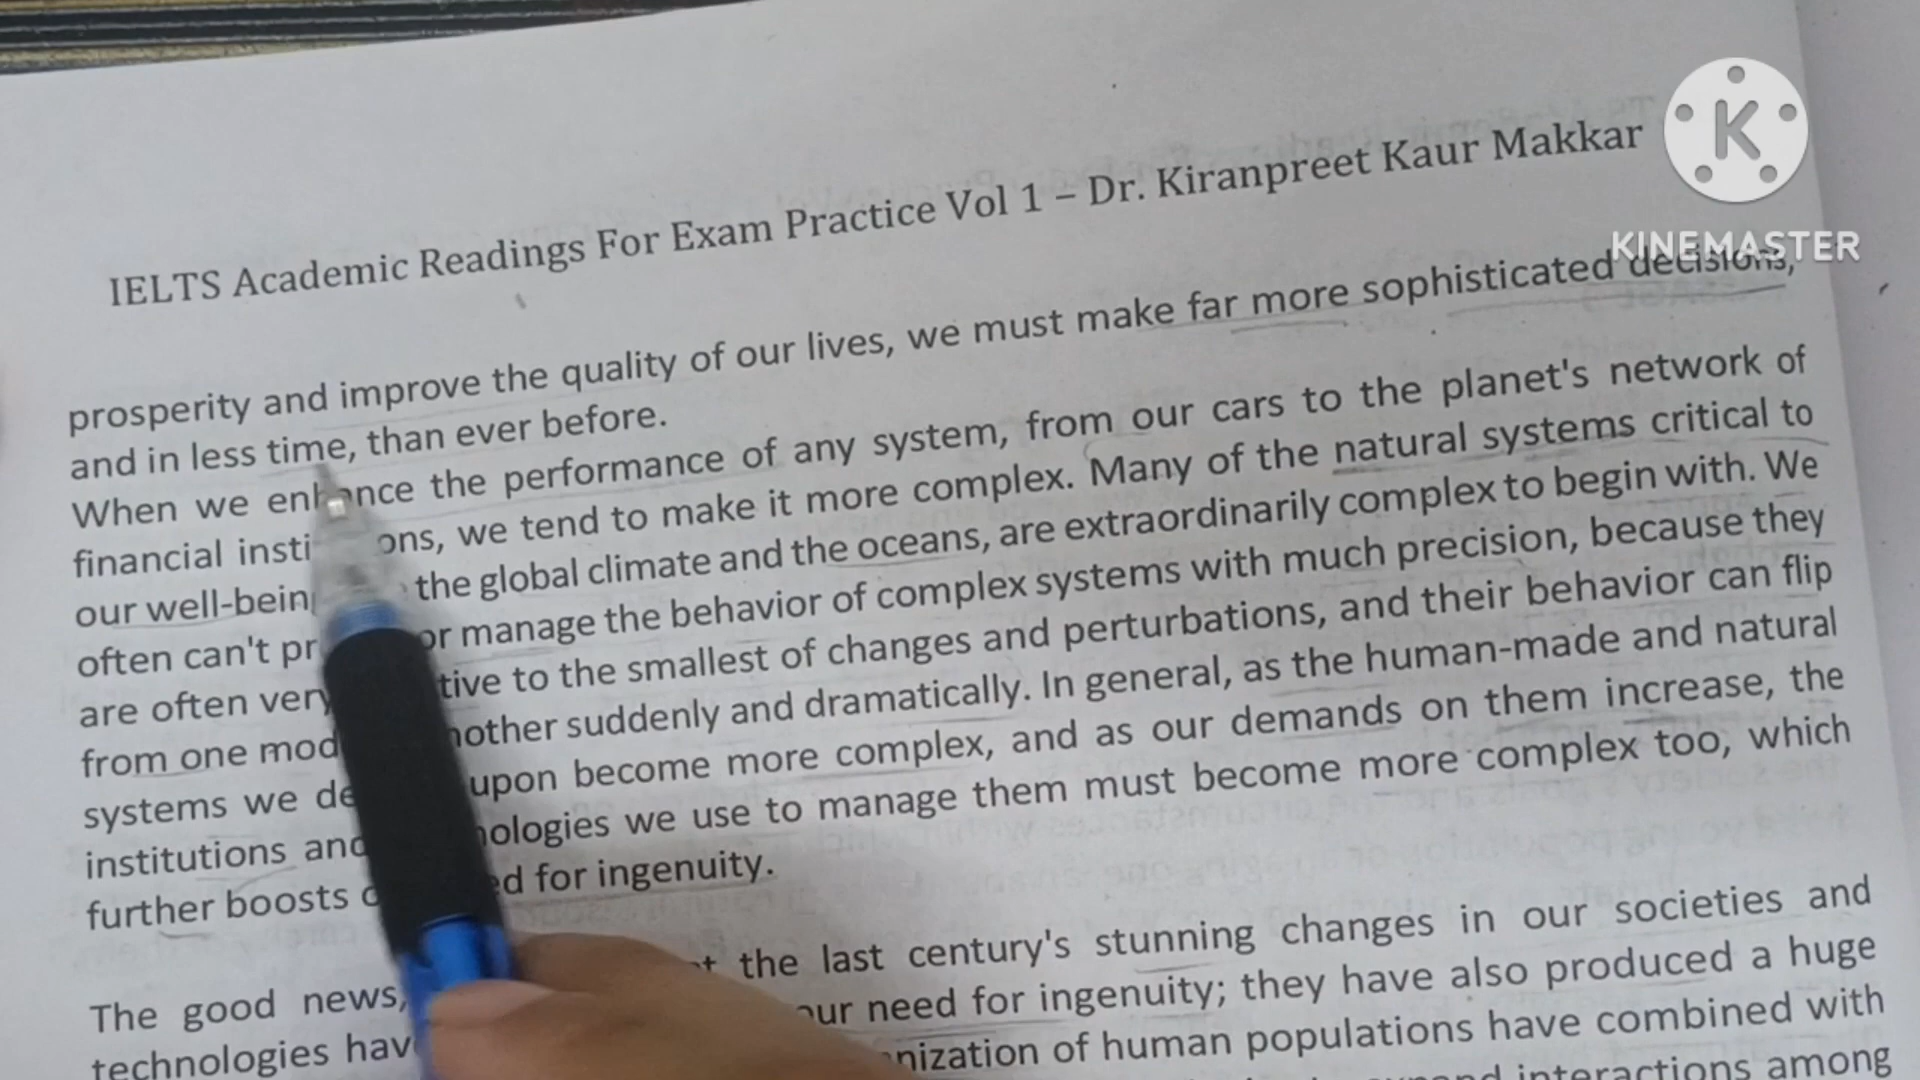 IELTS Academic Readings For Exam Practice Vol 1 – Dr. Kiranpreet Kaur Makkar
K
KINEMASTER
prosperity and improve the quality of our lives, we must make far more sophisticated decisions,
and in less time, than ever before.
When we enhance the performance of any system, from our cars to the planet's network of
financial insti ons, we tend to make it more complex. Many of the natural systems critical to
our well-bein the global climate and the oceans, are extraordinarily complex to begin with. We
often can't pr or manage the behavior of complex systems with much precision, because they
are often very tive to the smallest of changes and perturbations, and their behavior can flip
from one mod nother suddenly and dramatically. In general, as the human-made and natural
systems we de upon become more complex, and as our demands on them increase, the
institutions and nologies we use to manage them must become more complex too, which
further boosts ed for ingenuity.
The good news, the last century's stunning changes in our societies and
technologies hav our need for ingenuity; they have also produced a huge
nization of human populations have combined with
interactions among